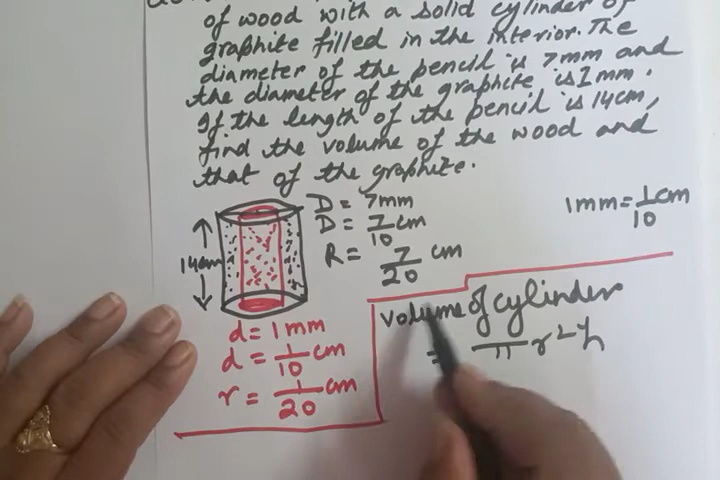 of wood with a solid cylinder of
graphite filled in the interior. The
diameter of the pencil is 7mm and
the diameter of the graphite is 1mm.
If the length of the pencil is 14cm,
find the volume of the wood and
that of the graphite.
D = 7mm
D = 7/10 cm
R = 7/20 cm
1mm = 1/10 cm
14cm
d = 1mm
d = 1/10 cm
r = 1/20 cm
volume of cylinder
= πr²h